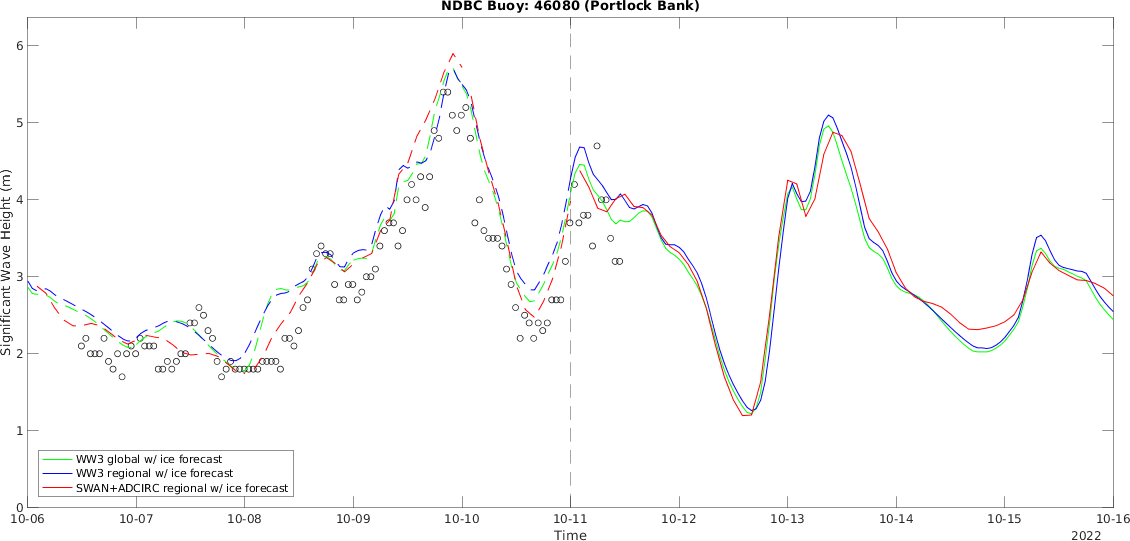 NDBC Buoy: 46080 (Portlock Bank)
Significant Wave Height (m)
6
5
4
3
2
1
0
WW3 global w/ ice forecast
WW3 regional w/ ice forecast
SWAN+ADCIRC regional w/ ice forecast
10-06 10-07 10-08 10-09 10-10 10-11 10-12 10-13 10-14 10-15 10-16
Time
2022